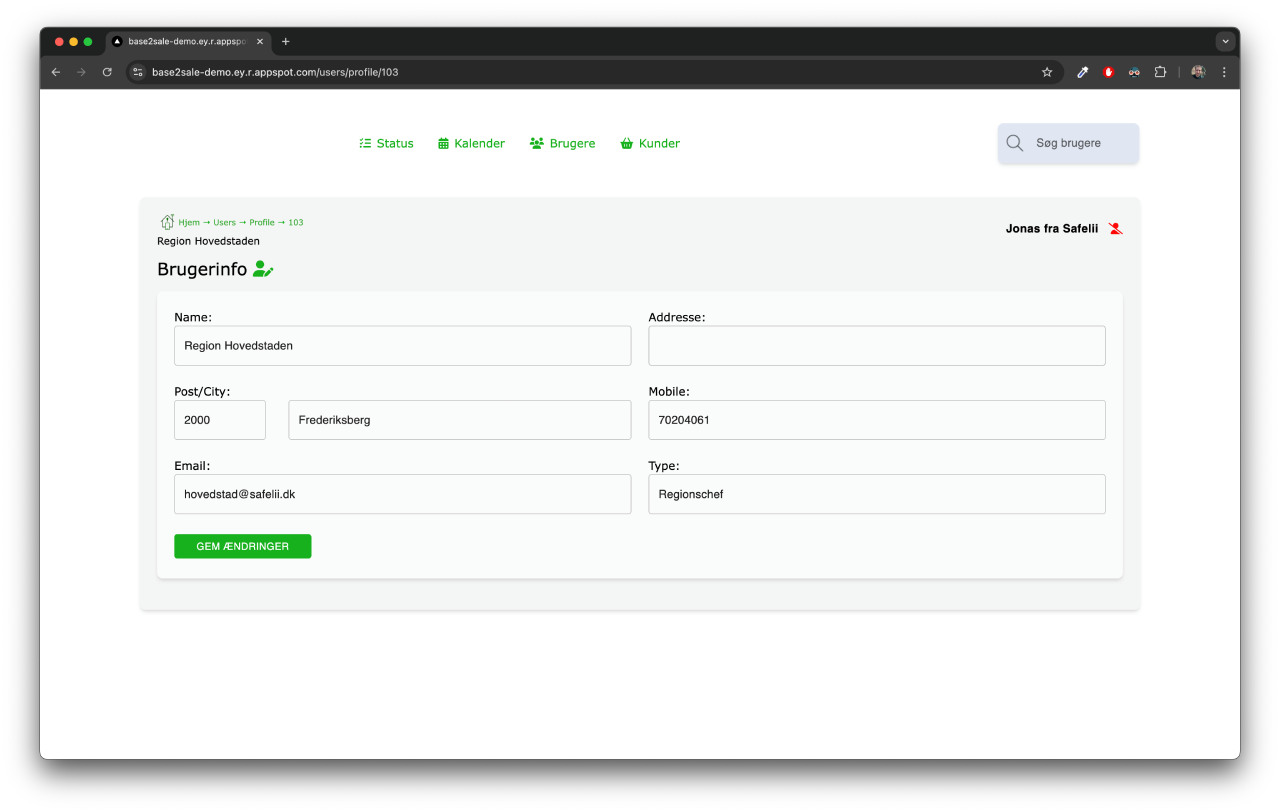 base2sale-demo.ey.r.appspo
base2sale-demo.ey.r.appspot.com/users/profile/103
Status Kalender Brugere Kunder Søg brugere
Hjem → Users → Profile → 103
Region Hovedstaden
Jonas fra Safelii
Brugerinfo
Name: Addresse:
Region Hovedstaden
Post/City: Mobile:
2000 Frederiksberg 70204061
Email: Type:
hovedstad@safelii.dk Regionschef
GEM ÆNDRINGER